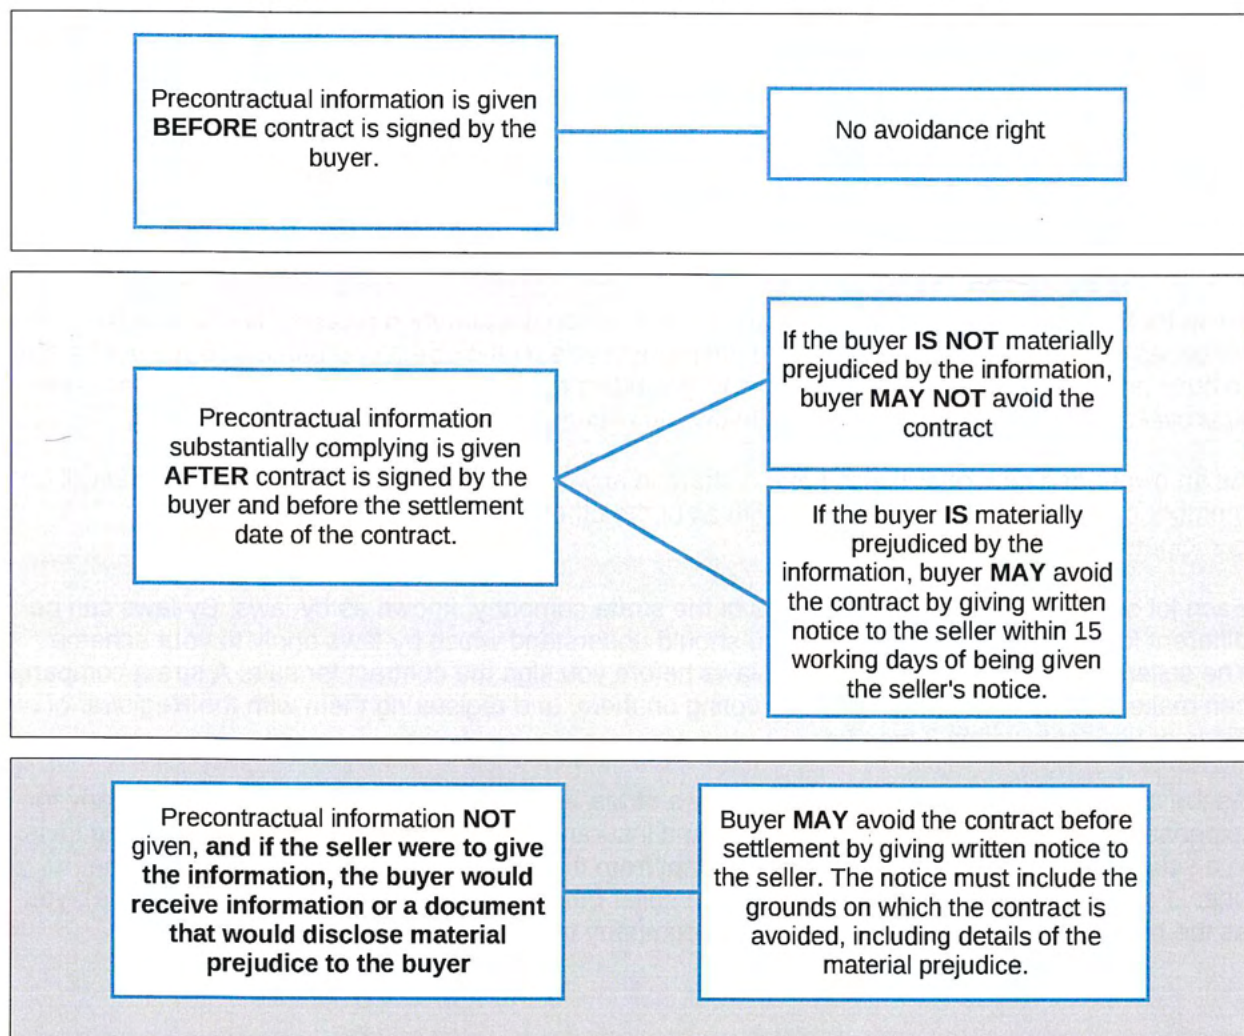 Precontractual information is given
BEFORE contract is signed by the
buyer.
No avoidance right
Precontractual information
substantially complying is given
AFTER contract is signed by the
buyer and before the settlement
date of the contract.
If the buyer IS NOT materially
prejudiced by the information,
buyer MAY NOT avoid the
contract
If the buyer IS materially
prejudiced by the
information, buyer MAY avoid
the contract by giving written
notice to the seller within 15
working days of being given
the seller's notice.
Precontractual information NOT
given, and if the seller were to give
the information, the buyer would
receive information or a document
that would disclose material
prejudice to the buyer
Buyer MAY avoid the contract before
settlement by giving written notice to
the seller. The notice must include the
grounds on which the contract is
avoided, including details of the
material prejudice.